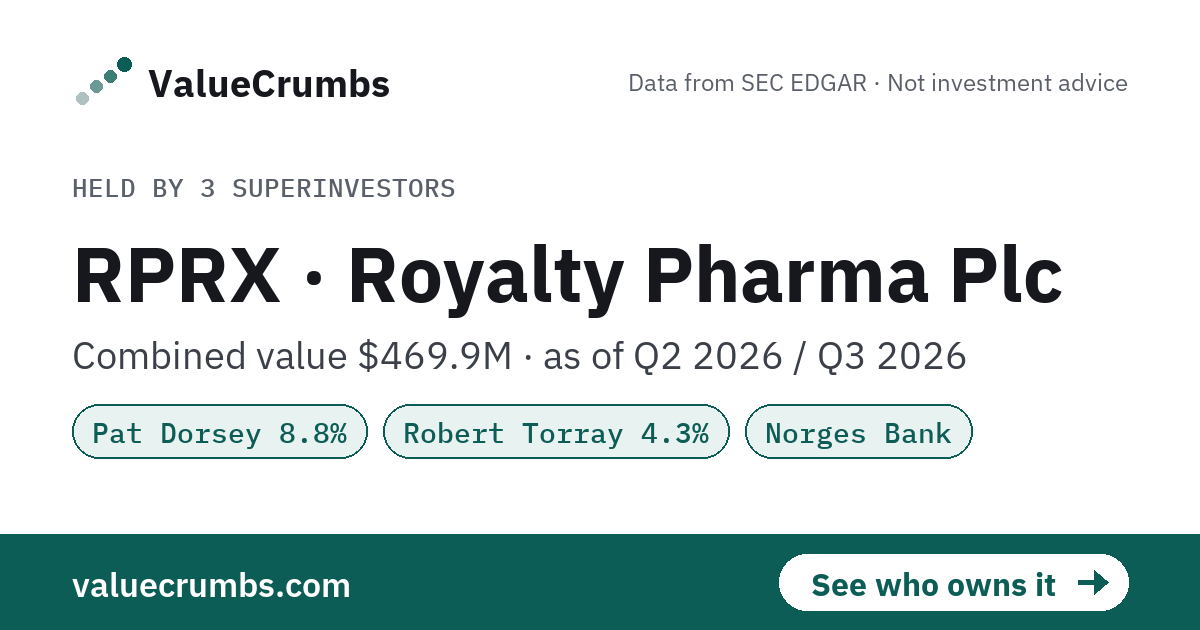 ValueCrumbs
Data from SEC EDGAR · Not investment advice
HELD BY 3 SUPERINVESTORS
RPRX · Royalty Pharma Plc
Combined value $469.9M · as of Q2 2026 / Q3 2026
Pat Dorsey 8.8%
Robert Torray 4.3%
Norges Bank
valuecrumbs.com
See who owns it →